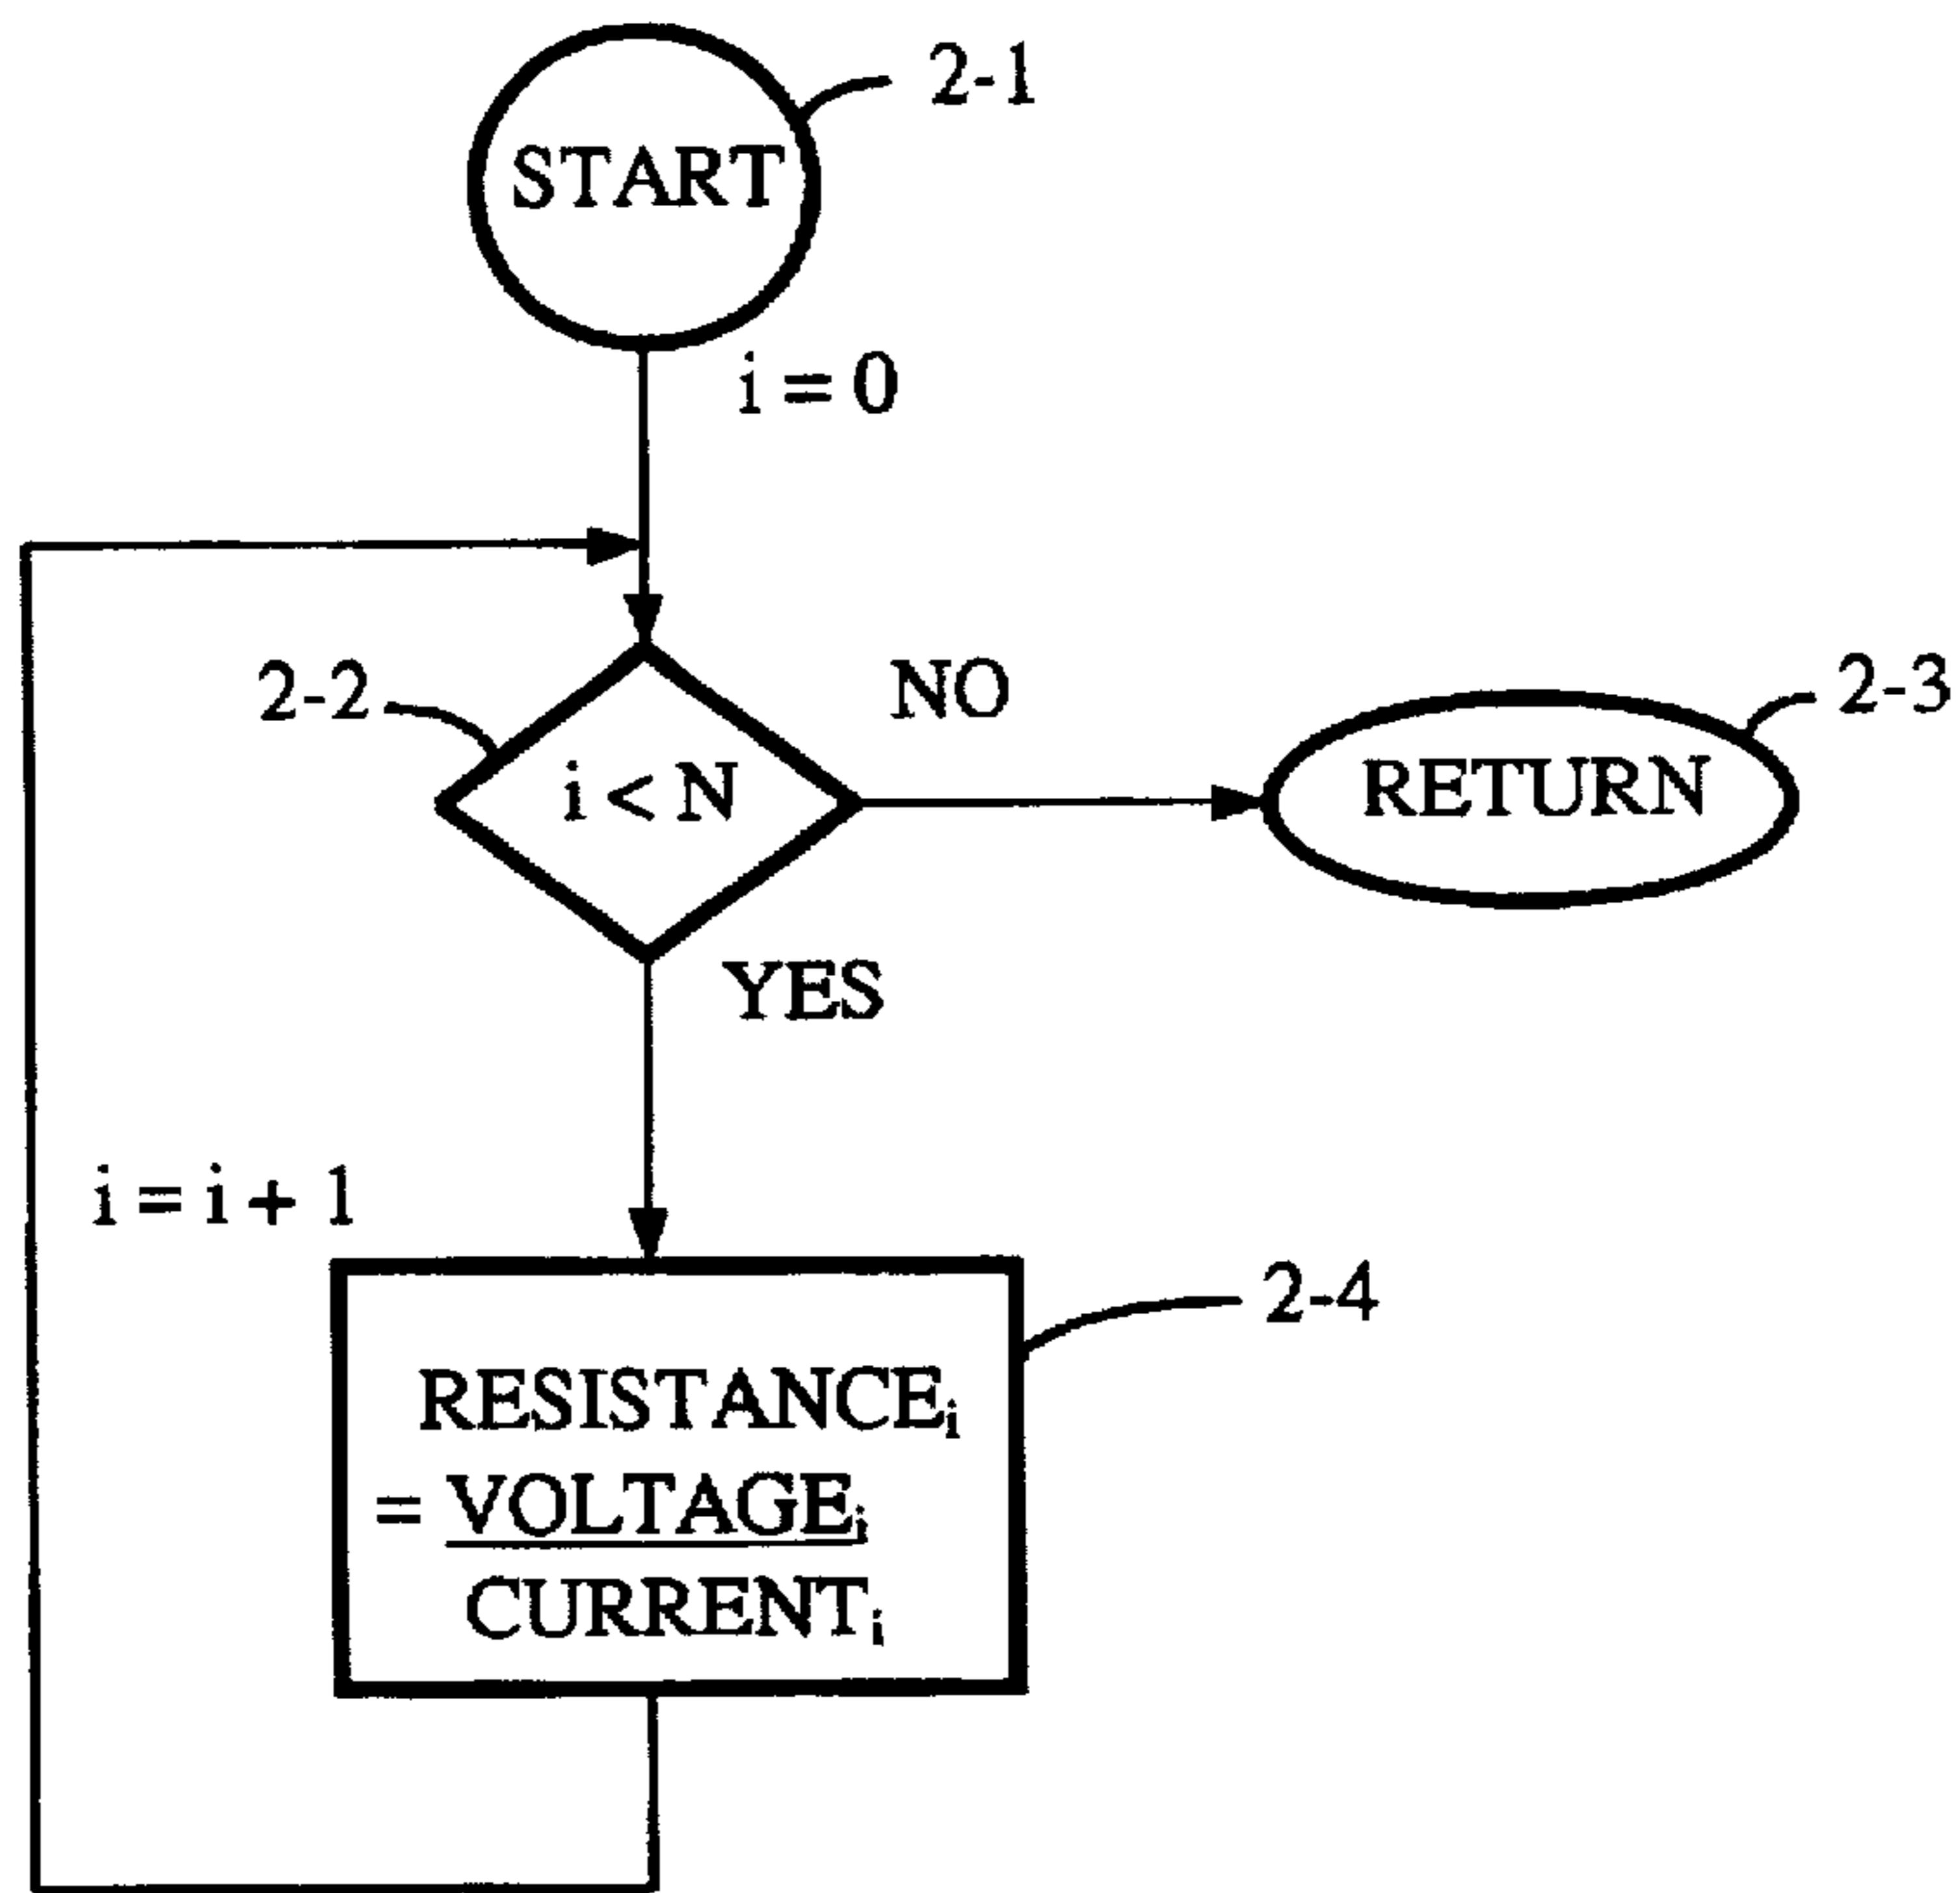 2-1
START
i = 0
2-2
NO
2-3
i < N
RETURN
YES
i = i + 1
2-4
RESISTANCEi
= VOLTAGEi
CURRENTi